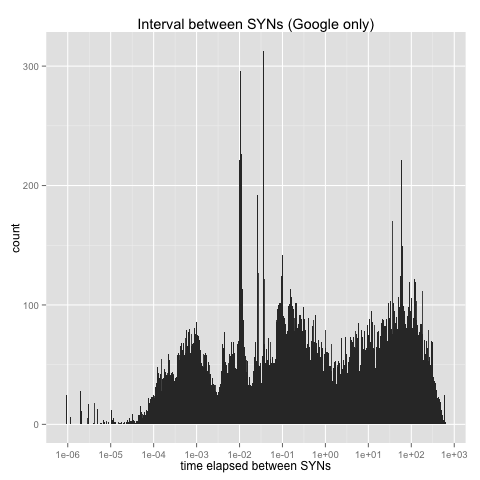 Interval between SYNs (Google only)
300
200
100
0
count
1e-06 1e-05 1e-04 1e-03 1e-02 1e-01 1e+00 1e+01 1e+02 1e+03
time elapsed between SYNs